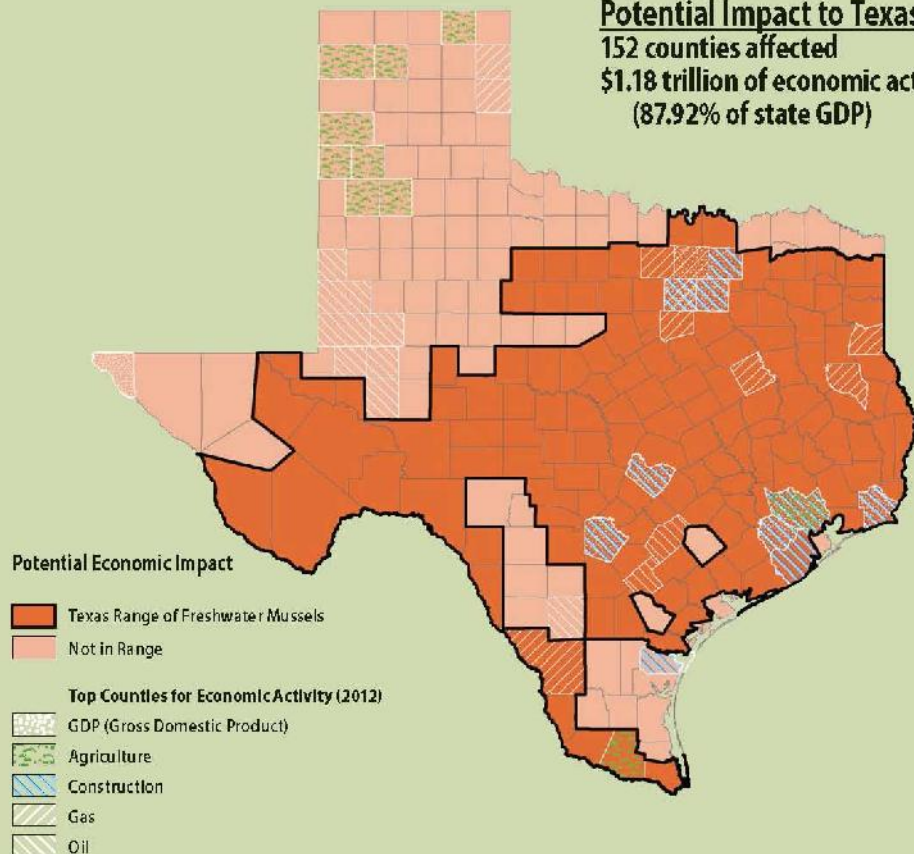 Potential Impact to Texas
152 counties affected
$1.18 trillion of economic act
(87.92% of state GDP)
Potential Economic Impact
Texas Range of Freshwater Mussels
Not in Range
Top Counties for Economic Activity (2012)
GDP (Gross Domestic Product)
Agriculture
Construction
Gas
Oil